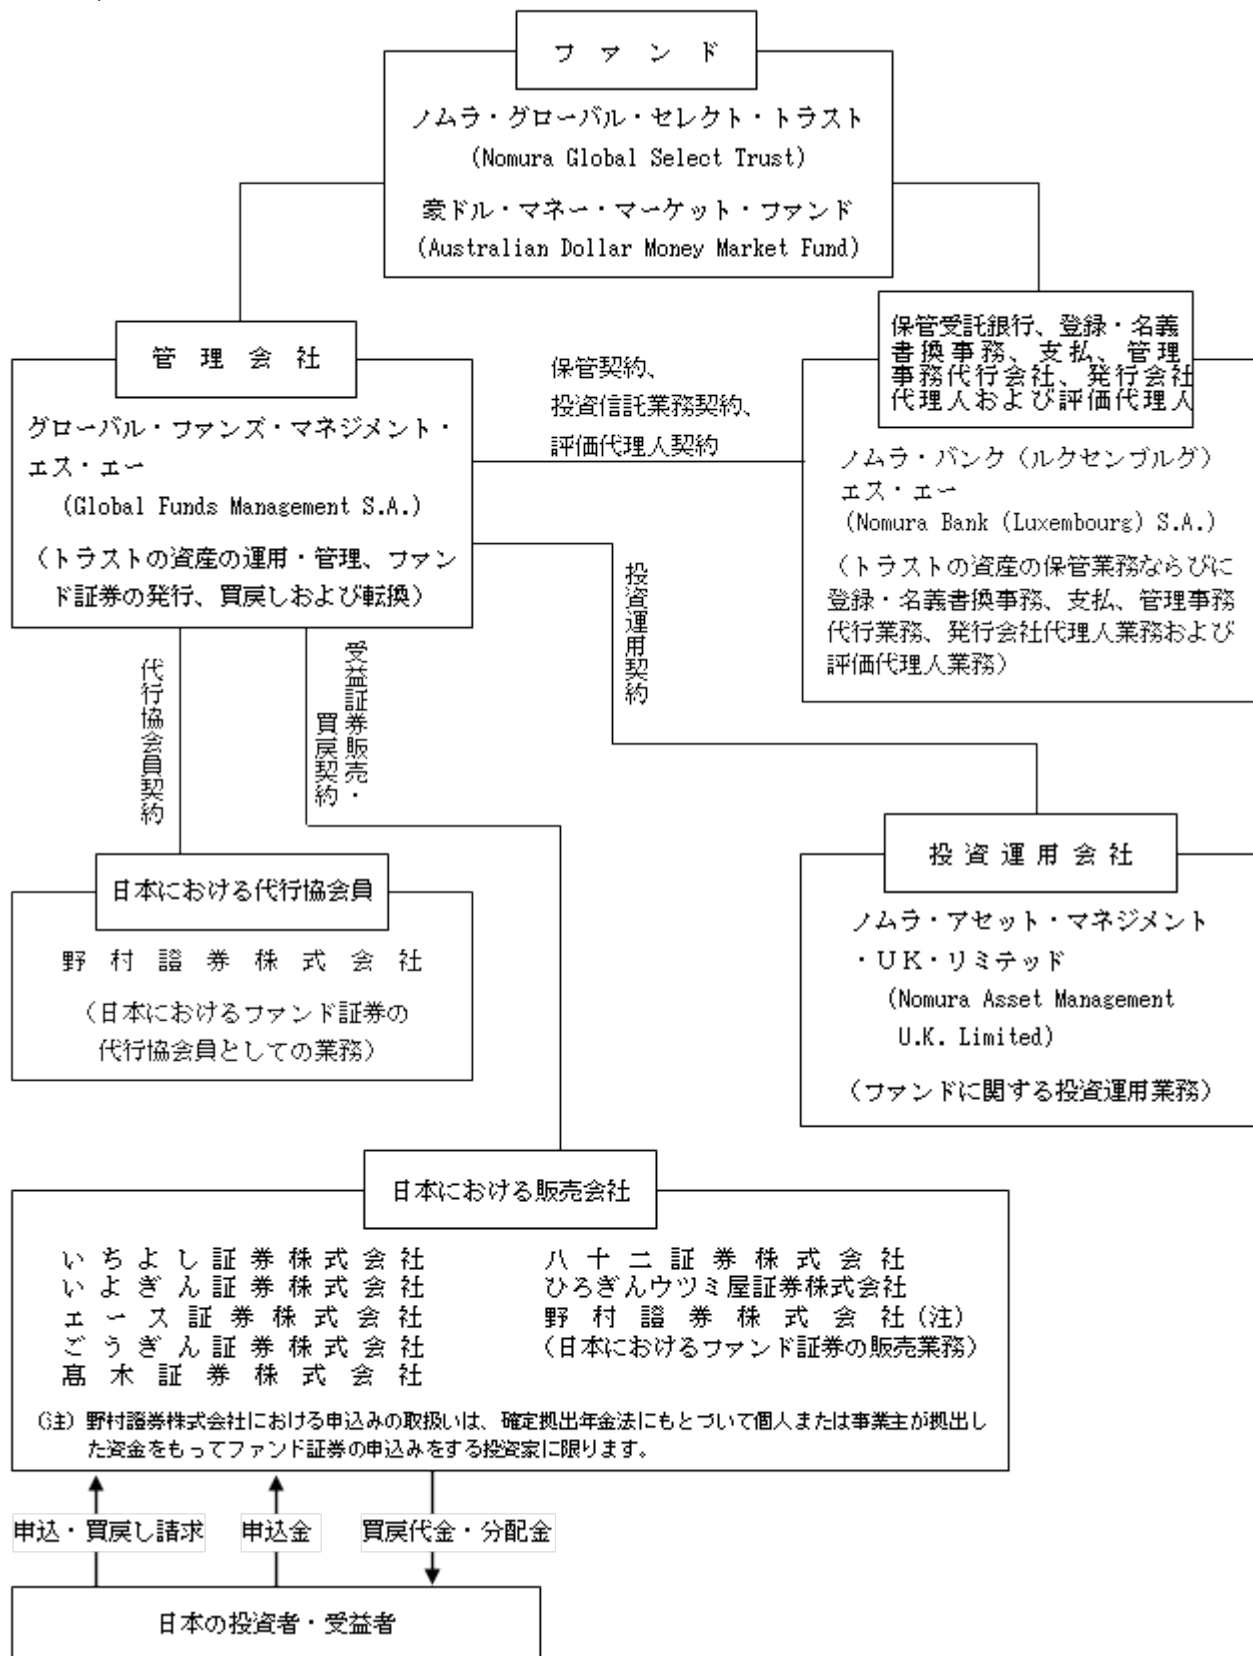 ファンド
ノムラ・グローバル・セレクト・トラスト
(Nomura Global Select Trust)
豪ドル・マネー・マーケット・ファンド
(Australian Dollar Money Market Fund)
管理会社
グローバル・ファンズ・マネジメント・
エス・エー
(Global Funds Management S.A.)
(トラストの資産の運用・管理、ファン
ド証券の発行、買戻しおよび転換)
保管契約、
投資信託業務契約、
評価代理人契約
保管受託銀行、登録・名義
書換事務、支払、管理
事務代行会社、発行会社
代理人および評価代理人
ノムラ・バンク(ルクセンブルグ)
エス・エー
(Nomura Bank (Luxembourg) S.A.)
(トラストの資産の保管業務ならびに
登録・名義書換事務、支払、管理事務
代行業務、発行会社代理人業務および
評価代理人業務)
代行協会員契約
受益証券販売・
買戻契約
投資運用契約
日本における代行協会員
野村證券株式会社
(日本におけるファンド証券の
代行協会員としての業務)
投資運用会社
ノムラ・アセット・マネジメント
・UK・リミテッド
(Nomura Asset Management
U.K. Limited)
(ファンドに関する投資運用業務)
日本における販売会社
いちよし証券株式会社
いよぎん証券株式会社
エース証券株式会社
ごうぎん証券株式会社
髙木証券株式会社
八十二証券株式会社
ひろぎんウツミ屋証券株式会社
野村證券株式会社(注)
(日本におけるファンド証券の販売業務)
(注) 野村證券株式会社における申込みの取扱いは、確定拠出年金法にもとづいて個人または事業主が拠出し
た資金をもってファンド証券の申込みをする投資家に限ります。
申込・買戻し請求
申込金
買戻代金・分配金
日本の投資者・受益者